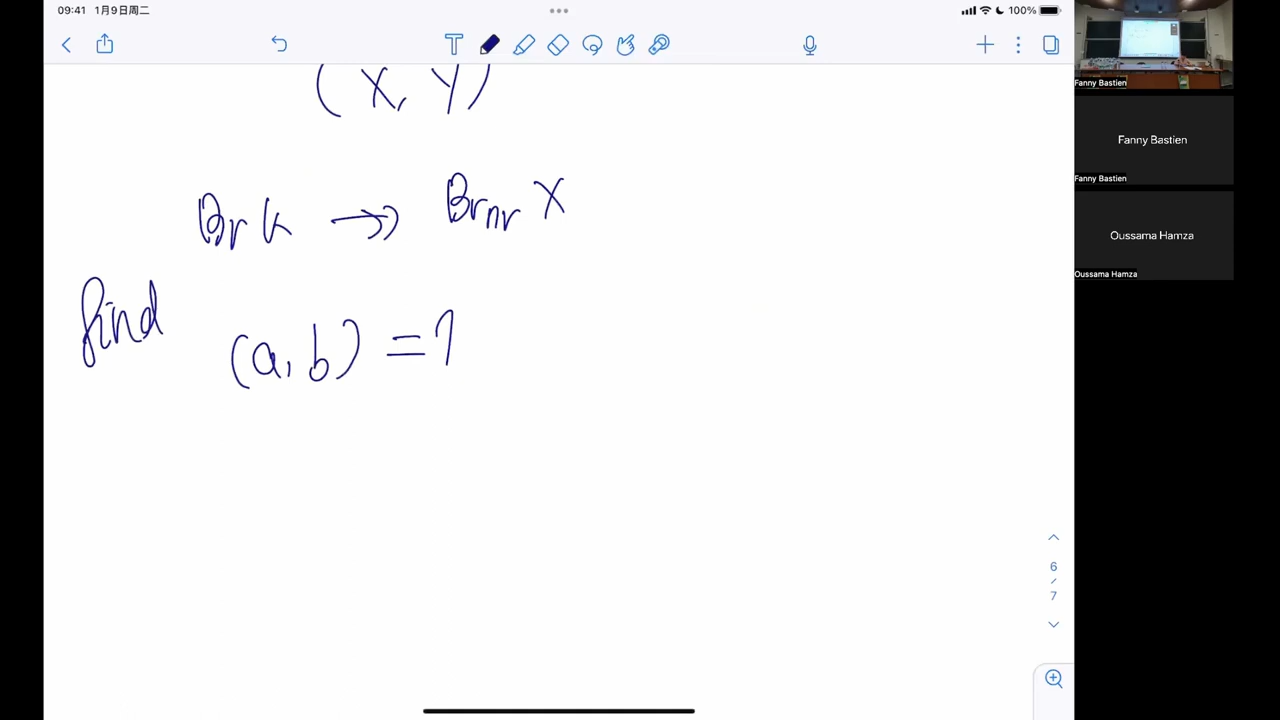 09:41 1月9日周二
100%
(X, Y)
Br k ↠ Br_nr X
find
(a, b) = ?
6
/
7
Fanny Bastien
Fanny Bastien
Fanny Bastien
Oussama Hamza
Oussama Hamza